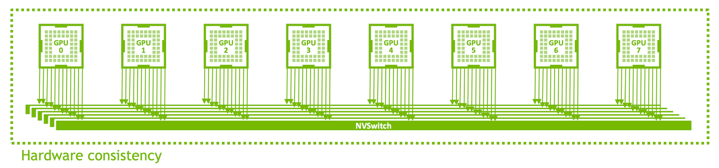 GPU
0
GPU
1
GPU
2
GPU
3
GPU
4
GPU
5
GPU
6
GPU
7
NVSwitch
Hardware consistency